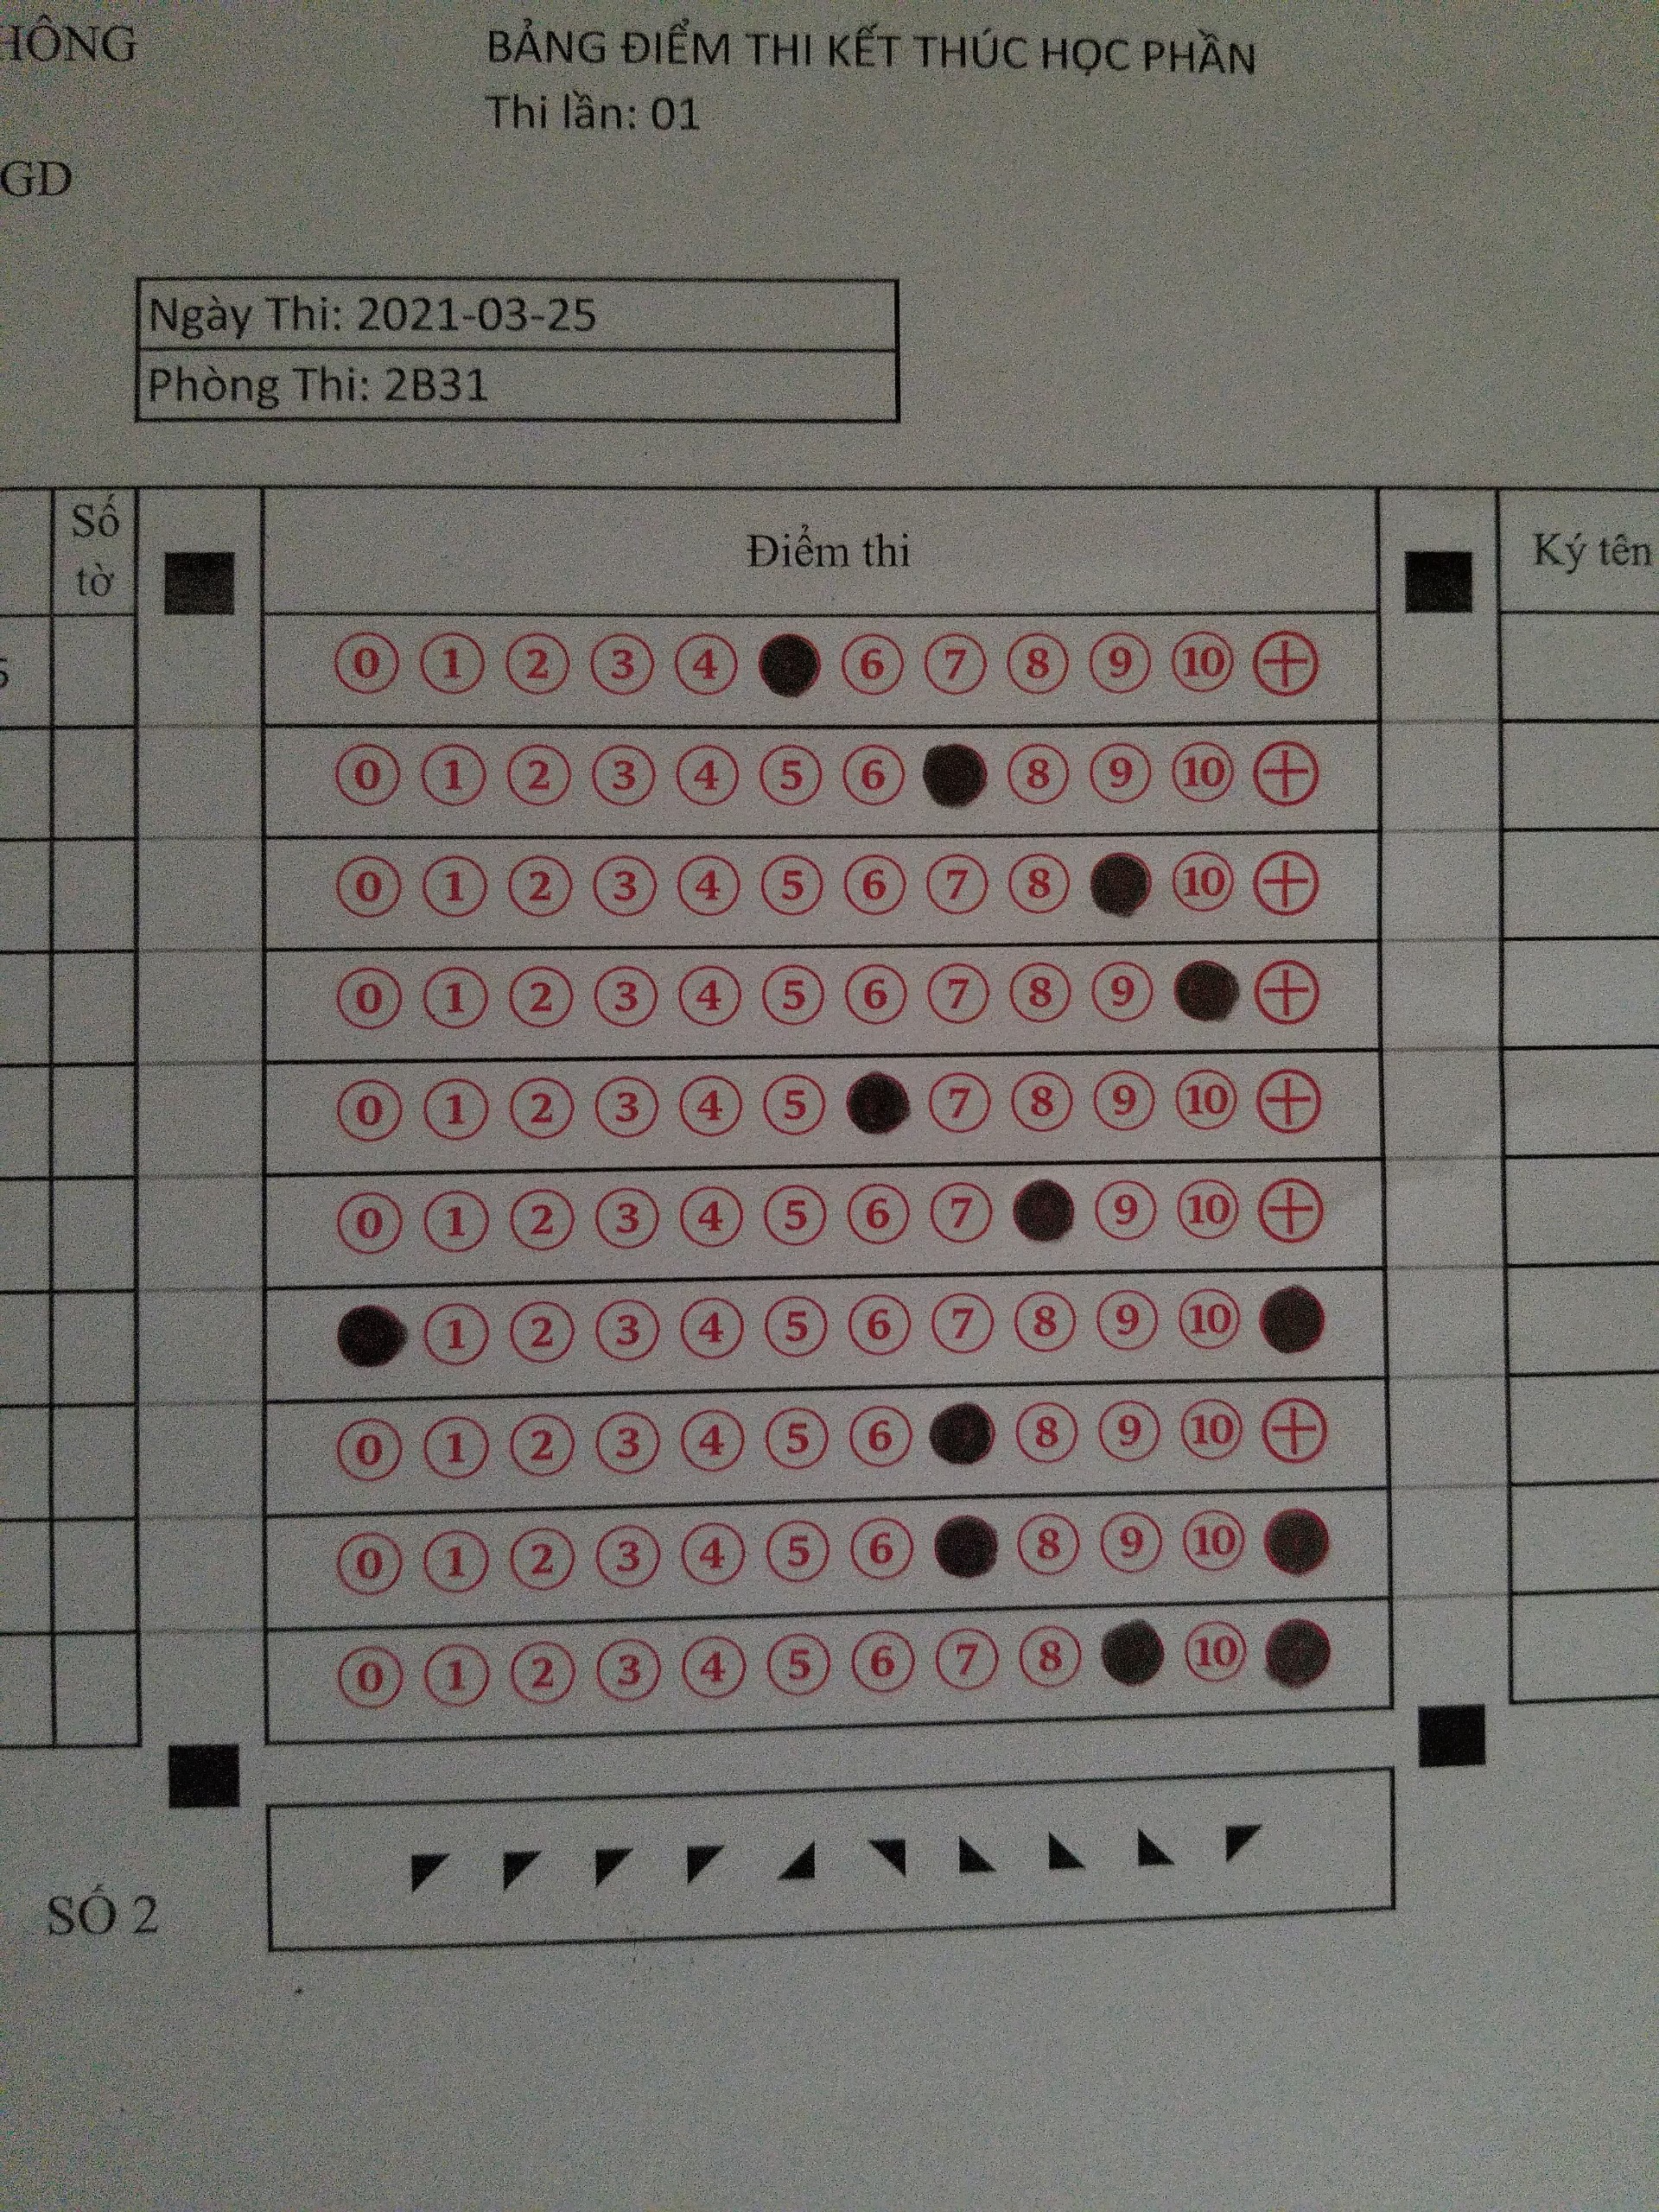 HÔNG
BẢNG ĐIỂM THI KẾT THÚC HỌC PHẦN
Thi lần: 01
GD
Ngày Thi: 2021-03-25
Phòng Thi: 2B31
Số tờ
Điểm thi
Ký tên
0 1 2 3 4 6 7 8 9 10 +
0 1 2 3 4 5 6 8 9 10 +
0 1 2 3 4 5 6 7 8 10 +
0 1 2 3 4 5 6 7 8 9 +
0 1 2 3 4 5 7 8 9 10 +
0 1 2 3 4 5 6 7 9 10 +
1 2 3 4 5 6 7 8 9 10
0 1 2 3 4 5 6 8 9 10 +
0 1 2 3 4 5 6 8 9 10
0 1 2 3 4 5 6 7 8 10
SỐ 2